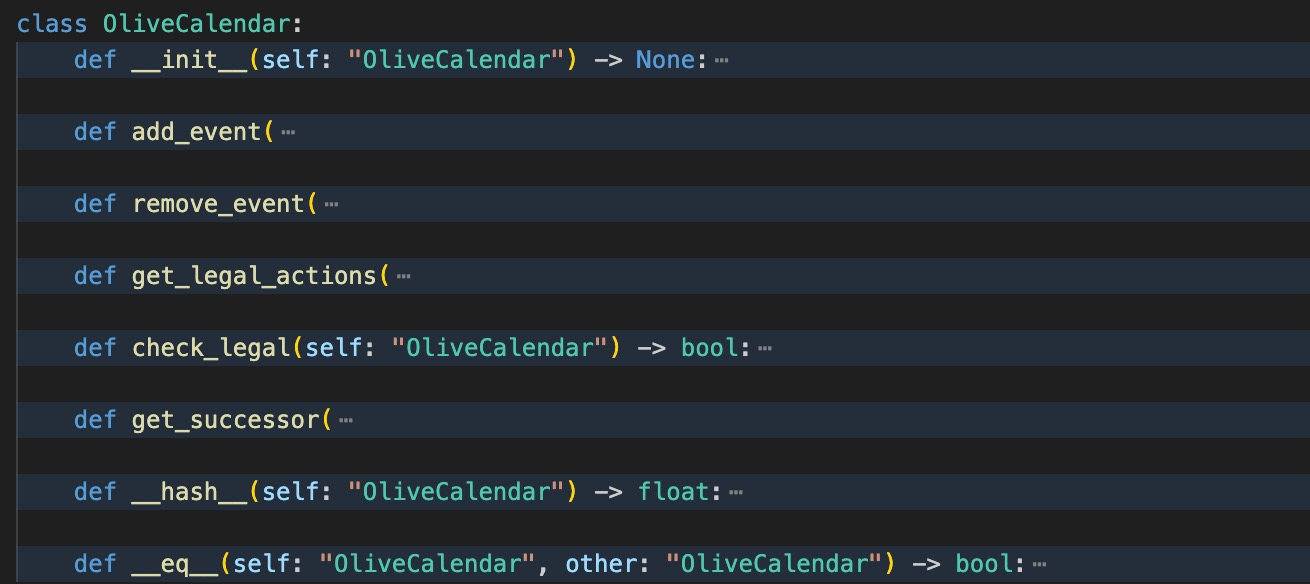 class OliveCalendar:
def __init__(self: "OliveCalendar") -> None: ⋯
def add_event( ⋯
def remove_event( ⋯
def get_legal_actions( ⋯
def check_legal(self: "OliveCalendar") -> bool: ⋯
def get_successor( ⋯
def __hash__(self: "OliveCalendar") -> float: ⋯
def __eq__(self: "OliveCalendar", other: "OliveCalendar") -> bool: ⋯